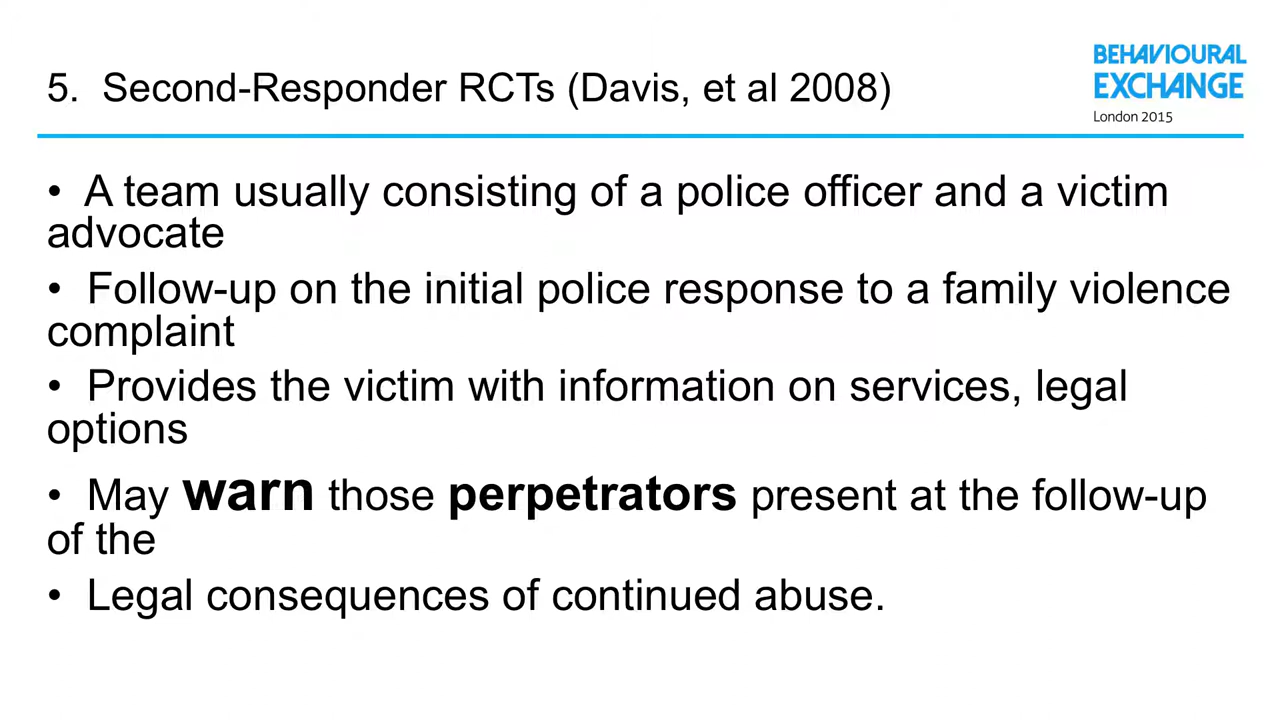 5. Second-Responder RCTs (Davis, et al 2008)
BEHAVIOURAL
EXCHANGE
London 2015
• A team usually consisting of a police officer and a victim
advocate
• Follow-up on the initial police response to a family violence
complaint
• Provides the victim with information on services, legal
options
• May warn those perpetrators present at the follow-up
of the
• Legal consequences of continued abuse.